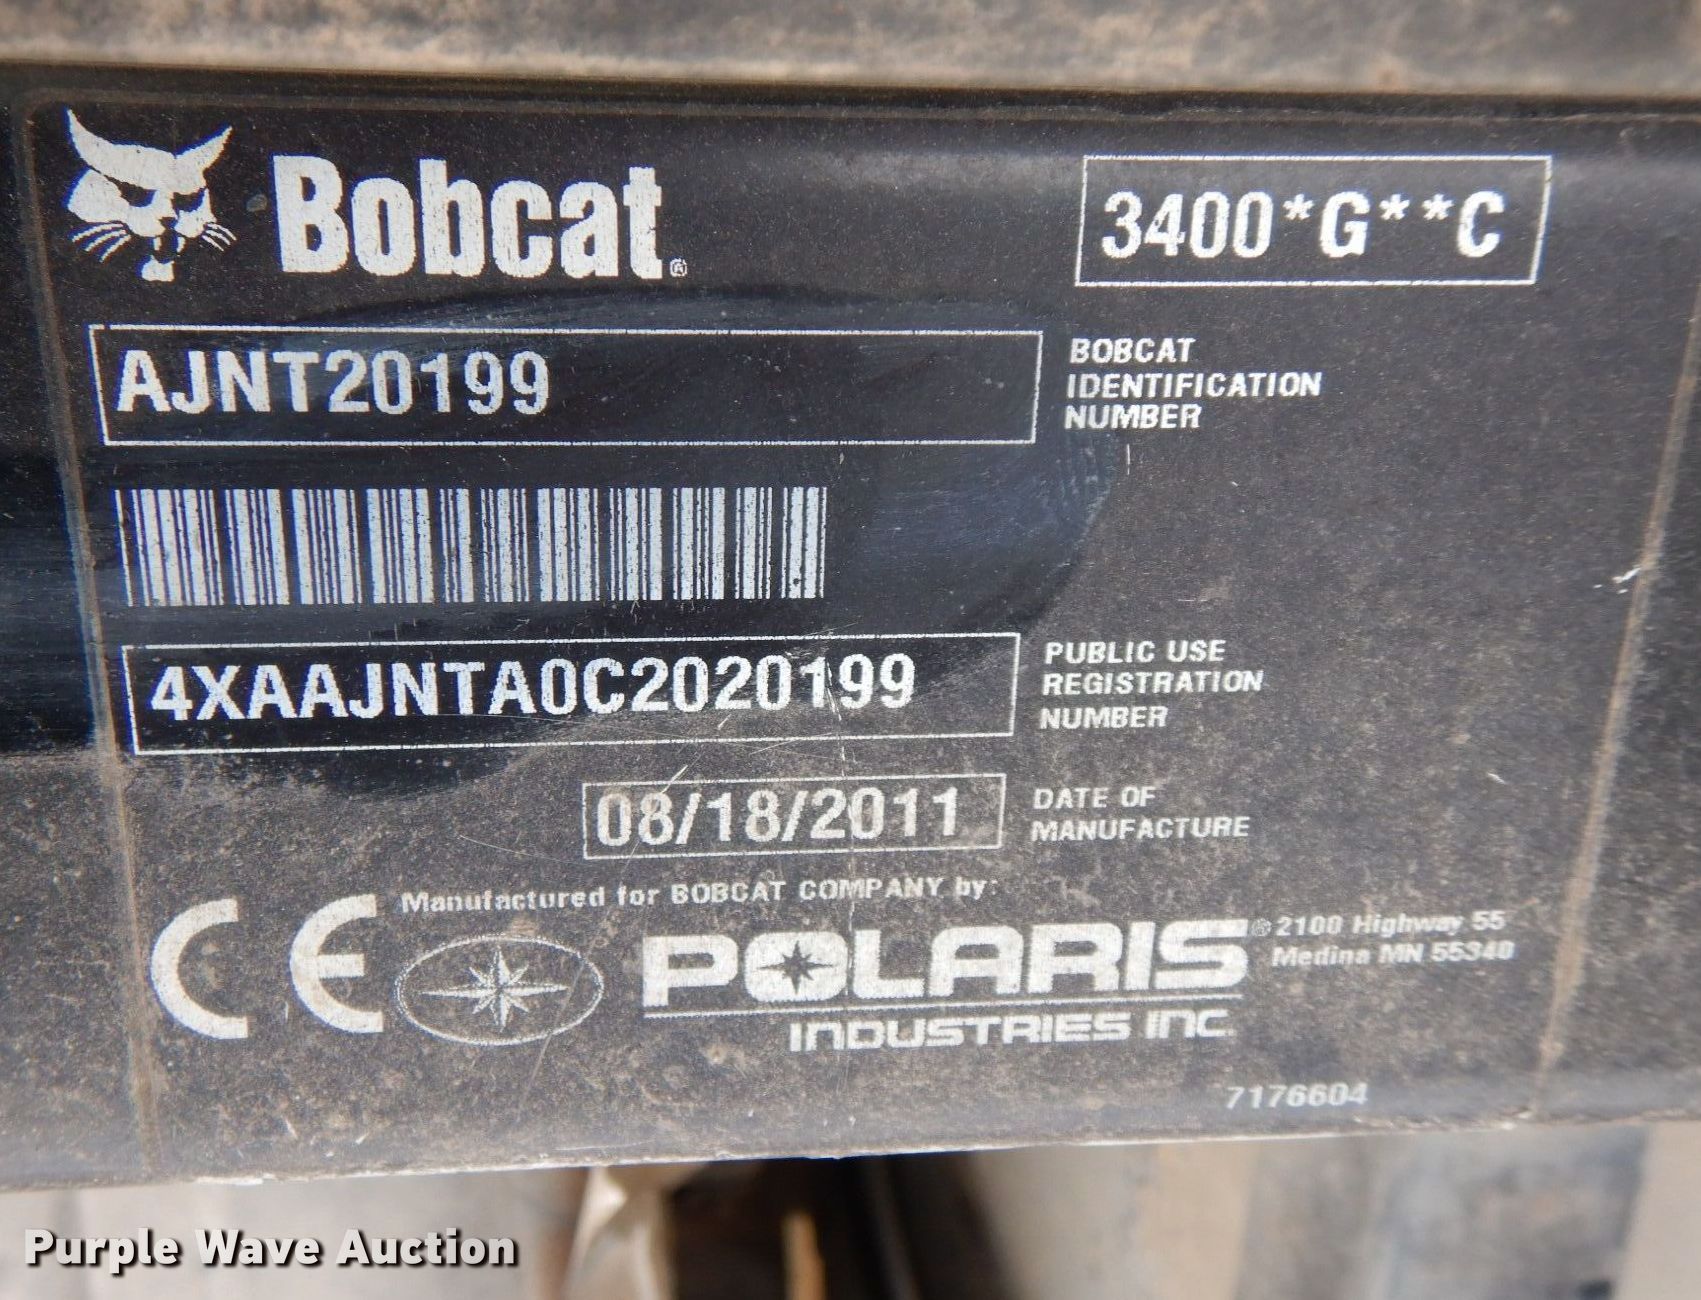 Bobcat®
3400*G**C
AJNT20199
BOBCAT
IDENTIFICATION
NUMBER
4XAAJNTA0C2020199
PUBLIC USE
REGISTRATION
NUMBER
08/18/2011
DATE OF
MANUFACTURE
CE
Manufactured for BOBCAT COMPANY by:
POLARIS®
INDUSTRIES INC.
2100 Highway 55
Medina MN 55340
7176604
Purple Wave Auction